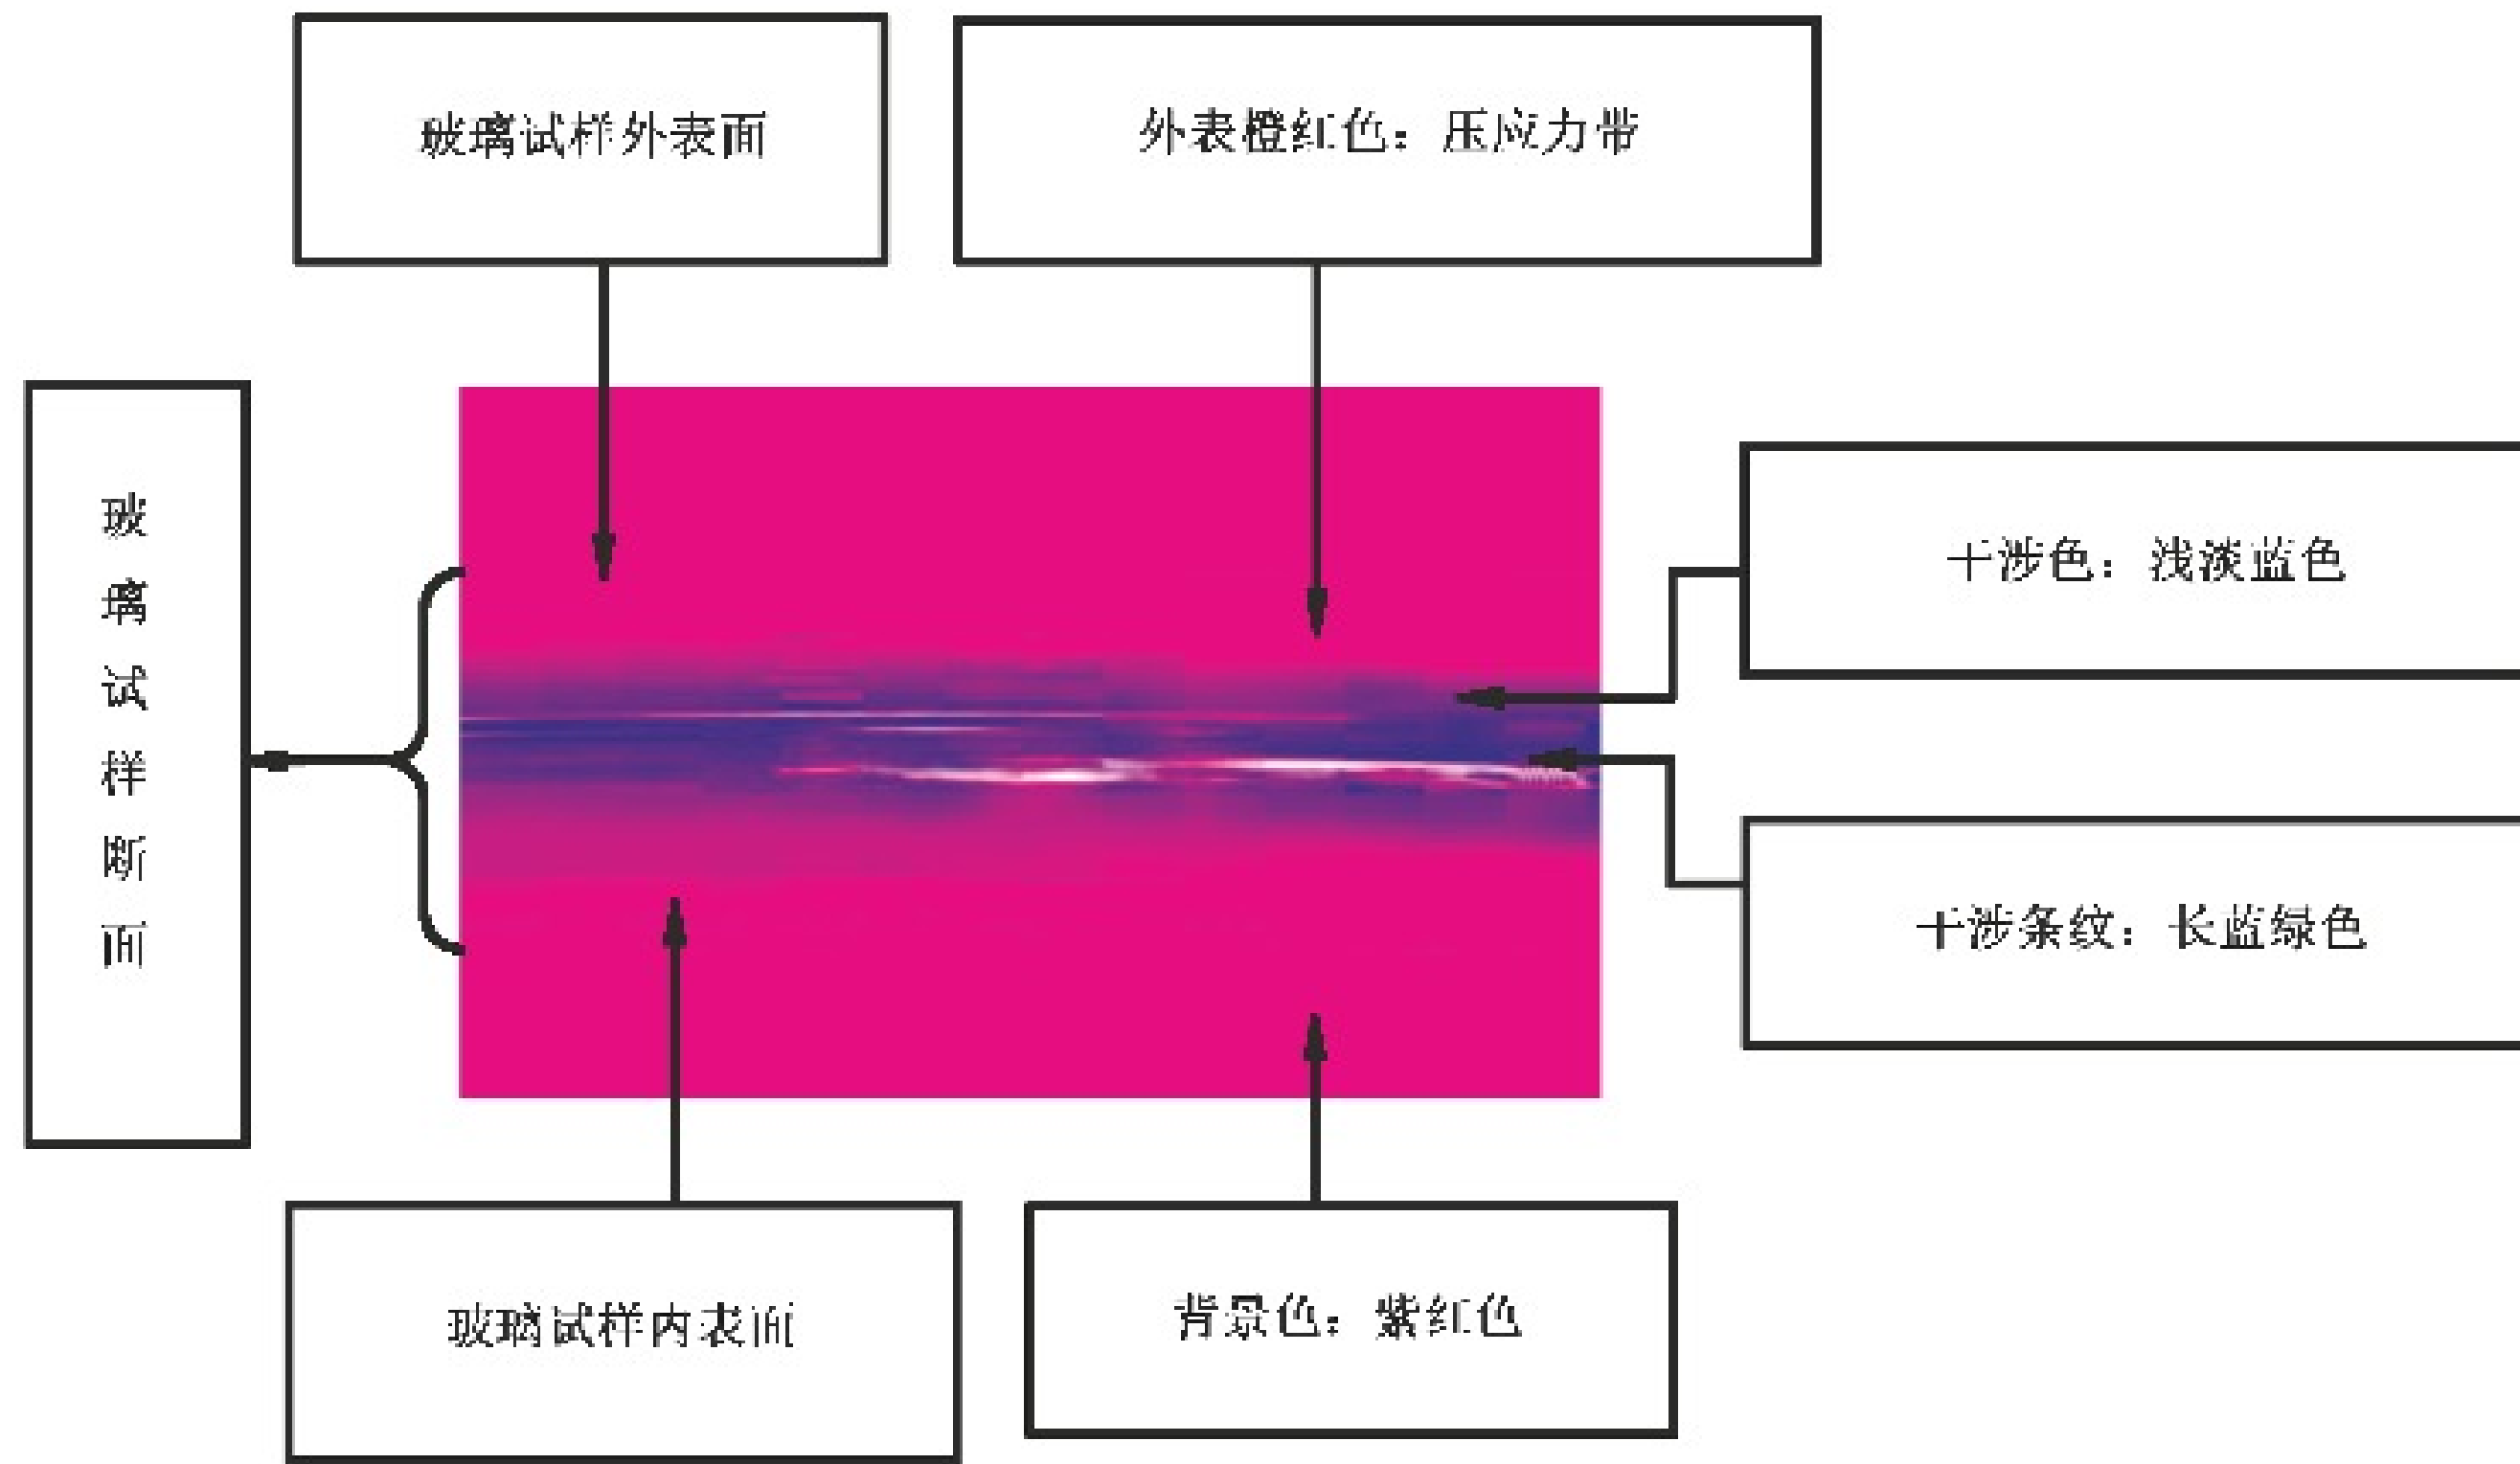 玻璃试样外表面
外表橙红色：压应力带
玻璃试样断面
干涉色：浅淡蓝色
干涉条纹：长蓝绿色
玻璃试样内表面
背景色：紫红色